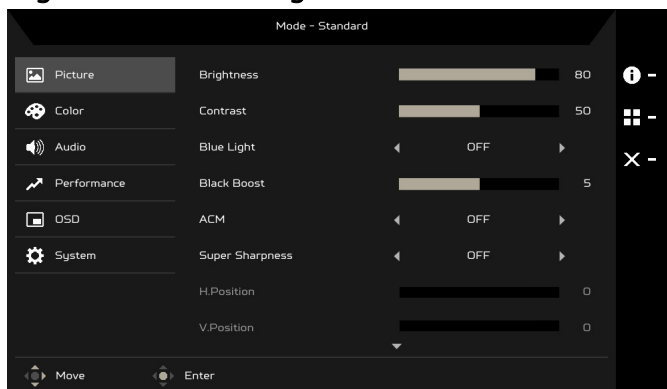 Mode - Standard
Picture
Brightness
80
Color
Contrast
50
Audio
Blue Light
OFF
Performance
Black Boost
5
OSD
ACM
OFF
System
Super Sharpness
OFF
H.Position
0
V.Position
0
Move
Enter